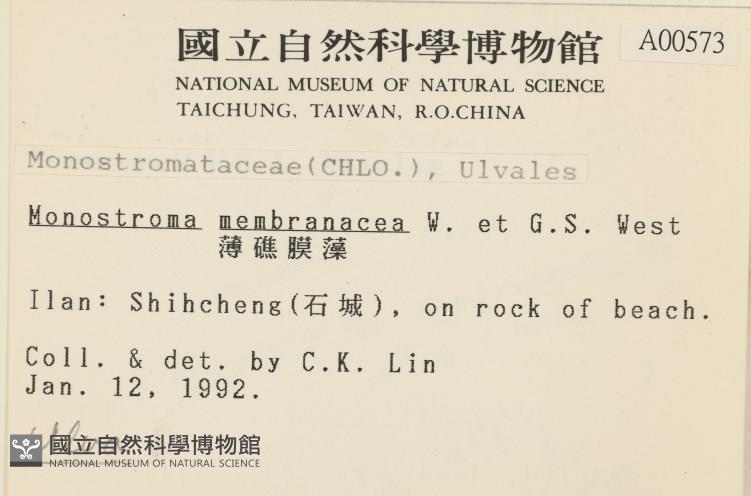 國立自然科學博物館
A00573
NATIONAL MUSEUM OF NATURAL SCIENCE
TAICHUNG, TAIWAN, R.O.CHINA
Monostromataceae(CHLO.), Ulvales
Monostroma membranacea W. et G.S. West
薄礁膜藻
Ilan: Shihcheng(石城), on rock of beach.
Coll. & det. by C.K. Lin
Jan. 12, 1992.
國立自然科學博物館
NATIONAL MUSEUM OF NATURAL SCIENCE